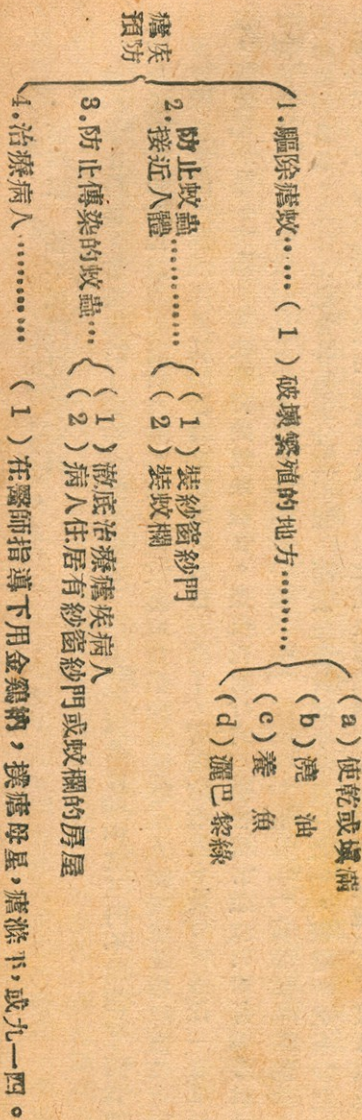 瘧疾
預防
1.驅除瘧蚊……(1)破壞繁殖的地方………
(a)使乾或填滿
(b)澆油
(c)養魚
(d)灑巴黎綠
2.防止蚊蟲
接近人體…………
(1)裝紗窗紗門
(2)裝蚊欄
3.防止傳染的蚊蟲…
(1)澈底治療瘧疾病人
(2)病人住居有紗窗紗門或蚊欄的房屋
4.治療病人…………(1)在醫師指導下用金鷄納,撲瘧母星,瘧滌平,或九一四。